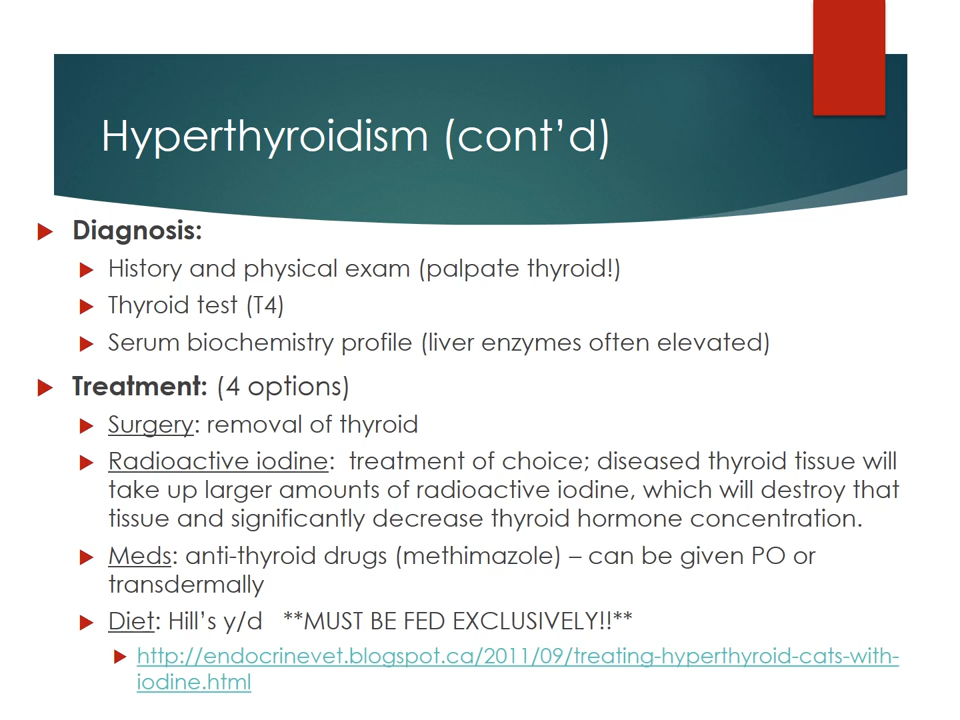 Hyperthyroidism (cont'd)
Diagnosis:
History and physical exam (palpate thyroid!)
Thyroid test (T4)
Serum biochemistry profile (liver enzymes often elevated)
Treatment: (4 options)
Surgery: removal of thyroid
Radioactive iodine:  treatment of choice; diseased thyroid tissue will
take up larger amounts of radioactive iodine, which will destroy that
tissue and significantly decrease thyroid hormone concentration.
Meds: anti-thyroid drugs (methimazole) – can be given PO or
transdermally
Diet: Hill's y/d   **MUST BE FED EXCLUSIVELY!!**
http://endocrinevet.blogspot.ca/2011/09/treating-hyperthyroid-cats-with-
iodine.html